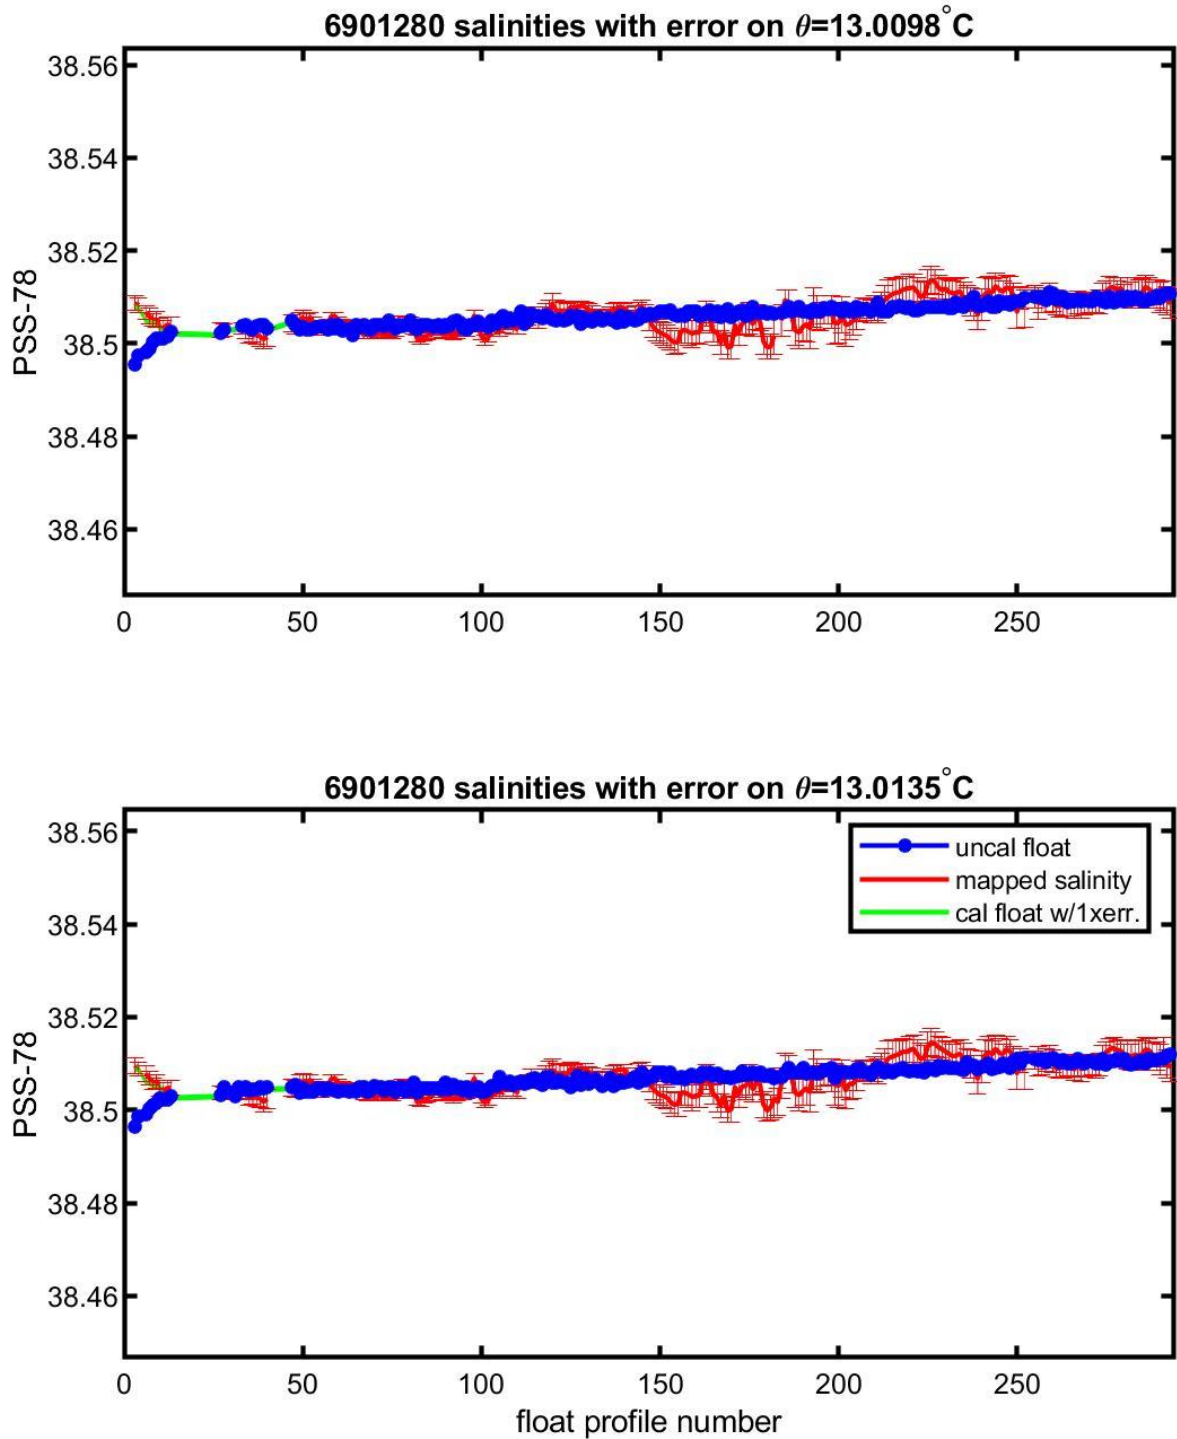 6901280 salinities with error on θ=13.0098°C
PSS-78
38.56
38.54
38.52
38.5
38.48
38.46
0 50 100 150 200 250
6901280 salinities with error on θ=13.0135°C
PSS-78
38.56
38.54
38.52
38.5
38.48
38.46
uncal float
mapped salinity
cal float w/1xerr.
0 50 100 150 200 250
float profile number